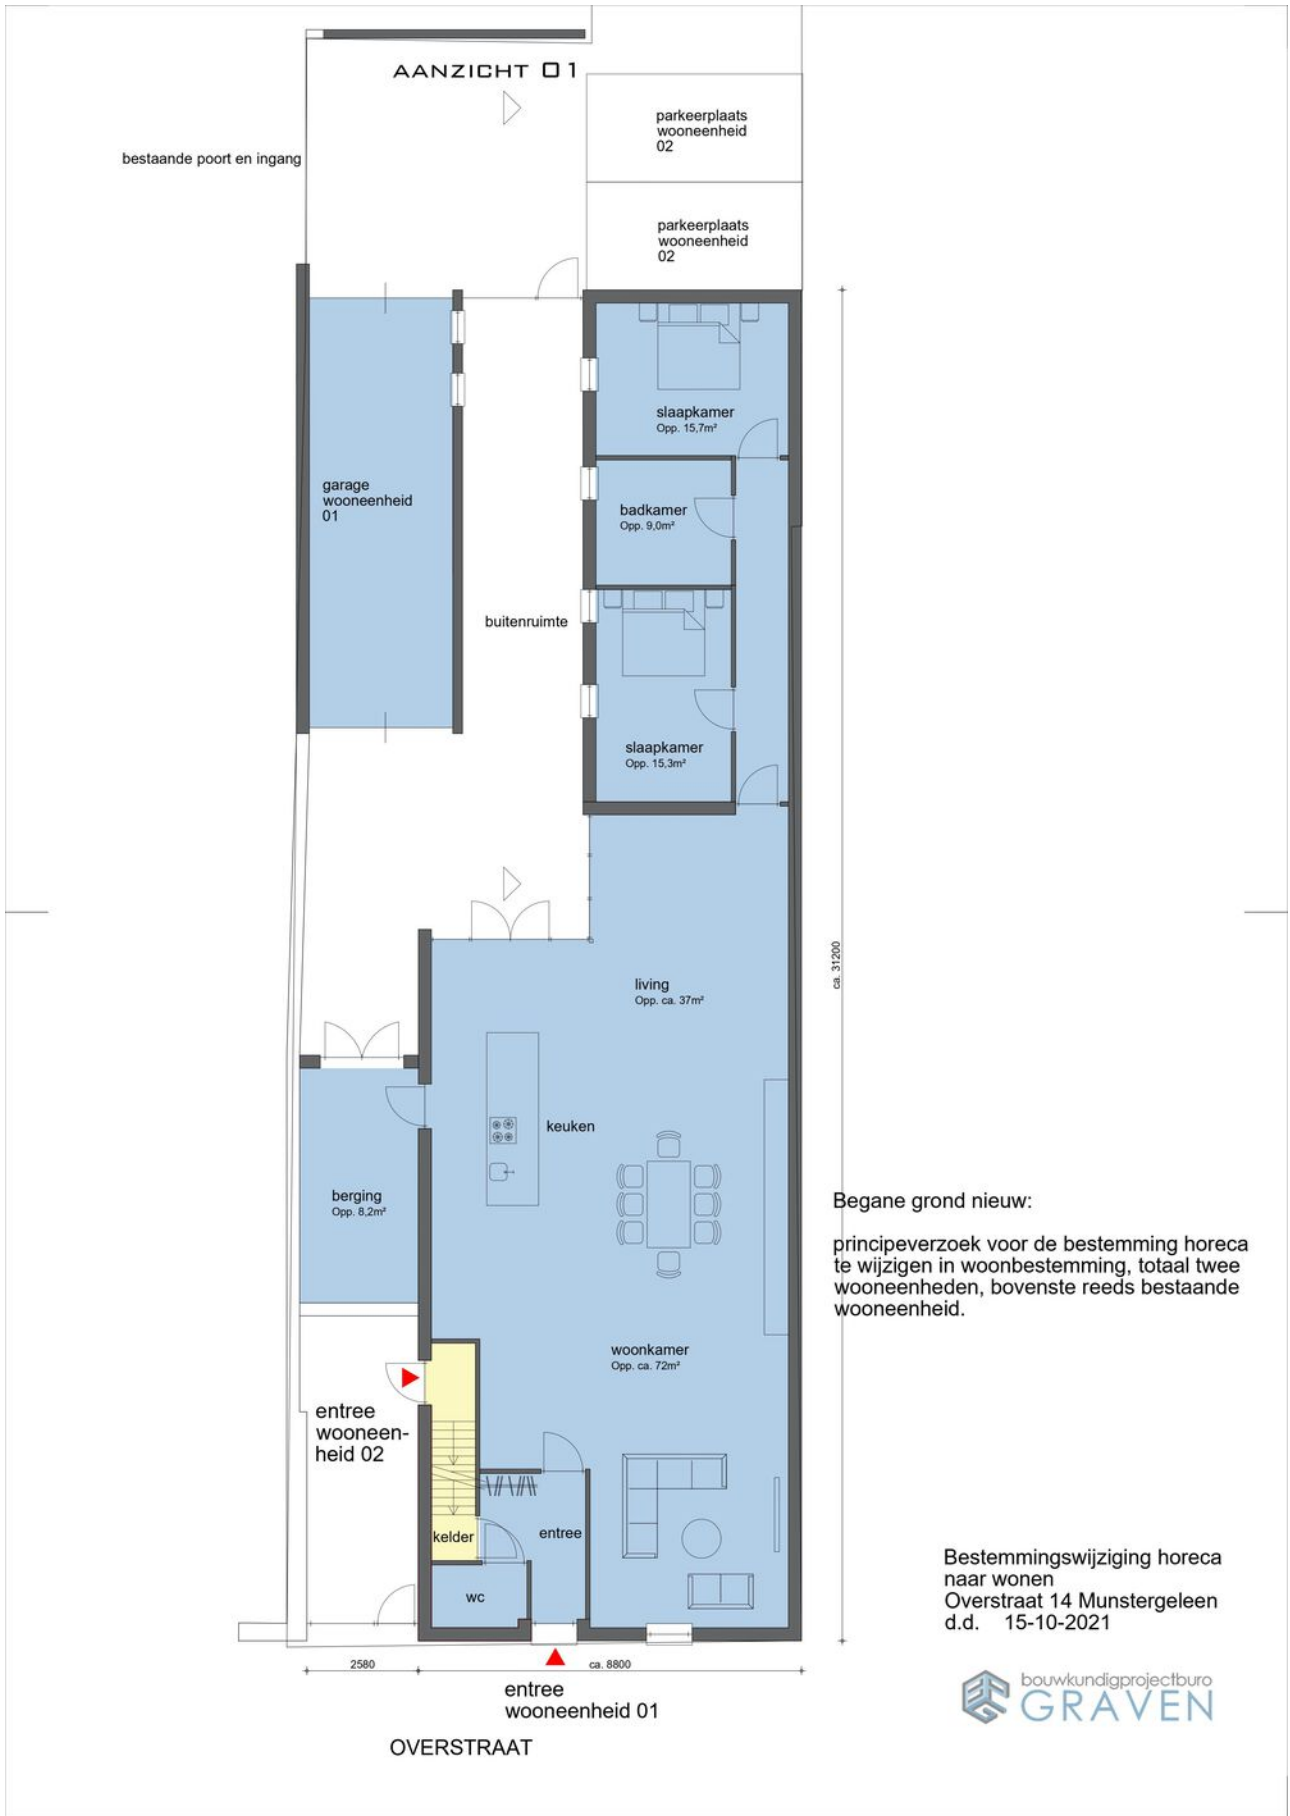 AANZICHT 01
parkeerplaats
wooneenheid
02
bestaande poort en ingang
parkeerplaats
wooneenheid
02
slaapkamer
Opp. 15,7m²
garage
wooneenheid
01
badkamer
Opp. 9,0m²
buitenruimte
slaapkamer
Opp. 15,3m²
ca. 31200
living
Opp. ca. 37m²
keuken
berging
Opp. 8,2m²
Begane grond nieuw:
principeverzoek voor de bestemming horeca
te wijzigen in woonbestemming, totaal twee
wooneenheden, bovenste reeds bestaande
wooneenheid.
woonkamer
Opp. ca. 72m²
entree
wooneen-
heid 02
kelder
entree
wc
Bestemmingswijziging horeca
naar wonen
Overstraat 14 Munstergeleen
d.d. 15-10-2021
2580
ca. 8800
entree
wooneenheid 01
bouwkundigprojectburo
GRAVEN
OVERSTRAAT